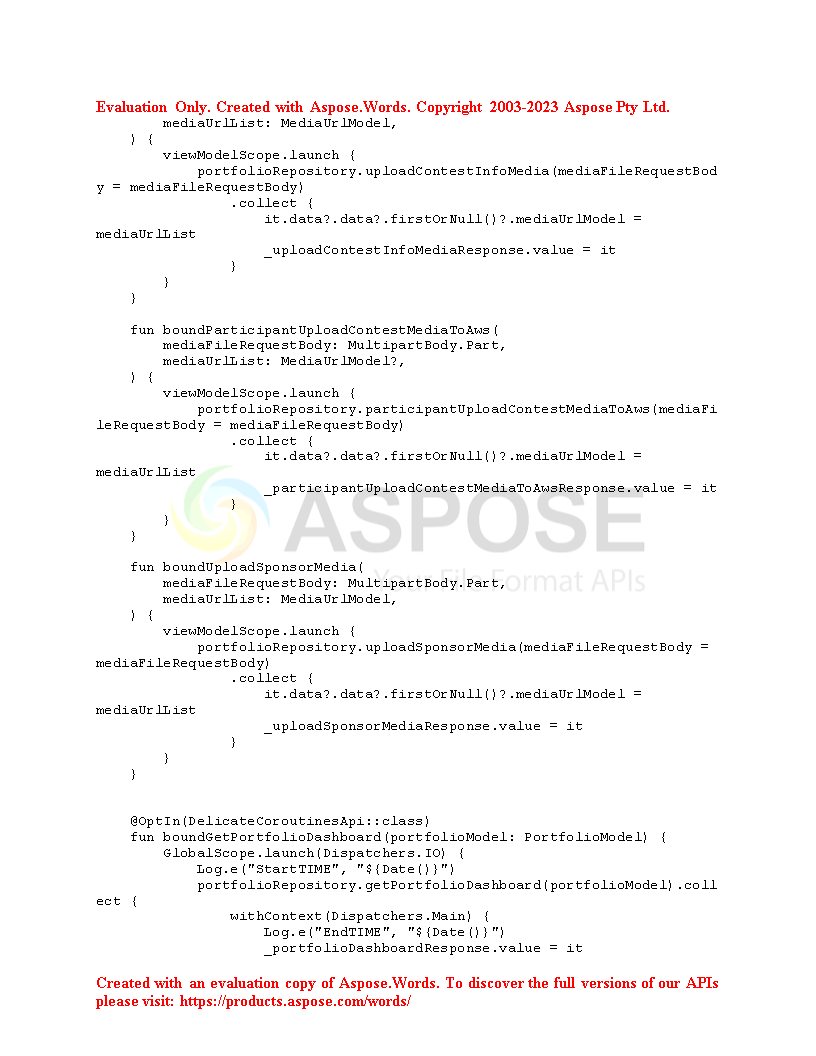 Evaluation Only. Created with Aspose.Words. Copyright 2003-2023 Aspose Pty Ltd.
        mediaUrlList: MediaUrlModel,
    ) {
        viewModelScope.launch {
            portfolioRepository.uploadContestInfoMedia(mediaFileRequestBod
y = mediaFileRequestBody)
                .collect {
                    it.data?.data?.firstOrNull()?.mediaUrlModel =
mediaUrlList
                    _uploadContestInfoMediaResponse.value = it
                }
        }
    }

    fun boundParticipantUploadContestMediaToAws(
        mediaFileRequestBody: MultipartBody.Part,
        mediaUrlList: MediaUrlModel?,
    ) {
        viewModelScope.launch {
            portfolioRepository.participantUploadContestMediaToAws(mediaFi
leRequestBody = mediaFileRequestBody)
                .collect {
                    it.data?.data?.firstOrNull()?.mediaUrlModel =
mediaUrlList
                    _participantUploadContestMediaToAwsResponse.value = it
                }
        }
    }
ASPOSE
Your File Format APIs

    fun boundUploadSponsorMedia(
        mediaFileRequestBody: MultipartBody.Part,
        mediaUrlList: MediaUrlModel,
    ) {
        viewModelScope.launch {
            portfolioRepository.uploadSponsorMedia(mediaFileRequestBody =
mediaFileRequestBody)
                .collect {
                    it.data?.data?.firstOrNull()?.mediaUrlModel =
mediaUrlList
                    _uploadSponsorMediaResponse.value = it
                }
        }
    }


    @OptIn(DelicateCoroutinesApi::class)
    fun boundGetPortfolioDashboard(portfolioModel: PortfolioModel) {
        GlobalScope.launch(Dispatchers.IO) {
            Log.e("StartTIME", "${Date()}")
            portfolioRepository.getPortfolioDashboard(portfolioModel).coll
ect {
                withContext(Dispatchers.Main) {
                    Log.e("EndTIME", "${Date()}")
                    _portfolioDashboardResponse.value = it

Created with an evaluation copy of Aspose.Words. To discover the full versions of our APIs
please visit: https://products.aspose.com/words/